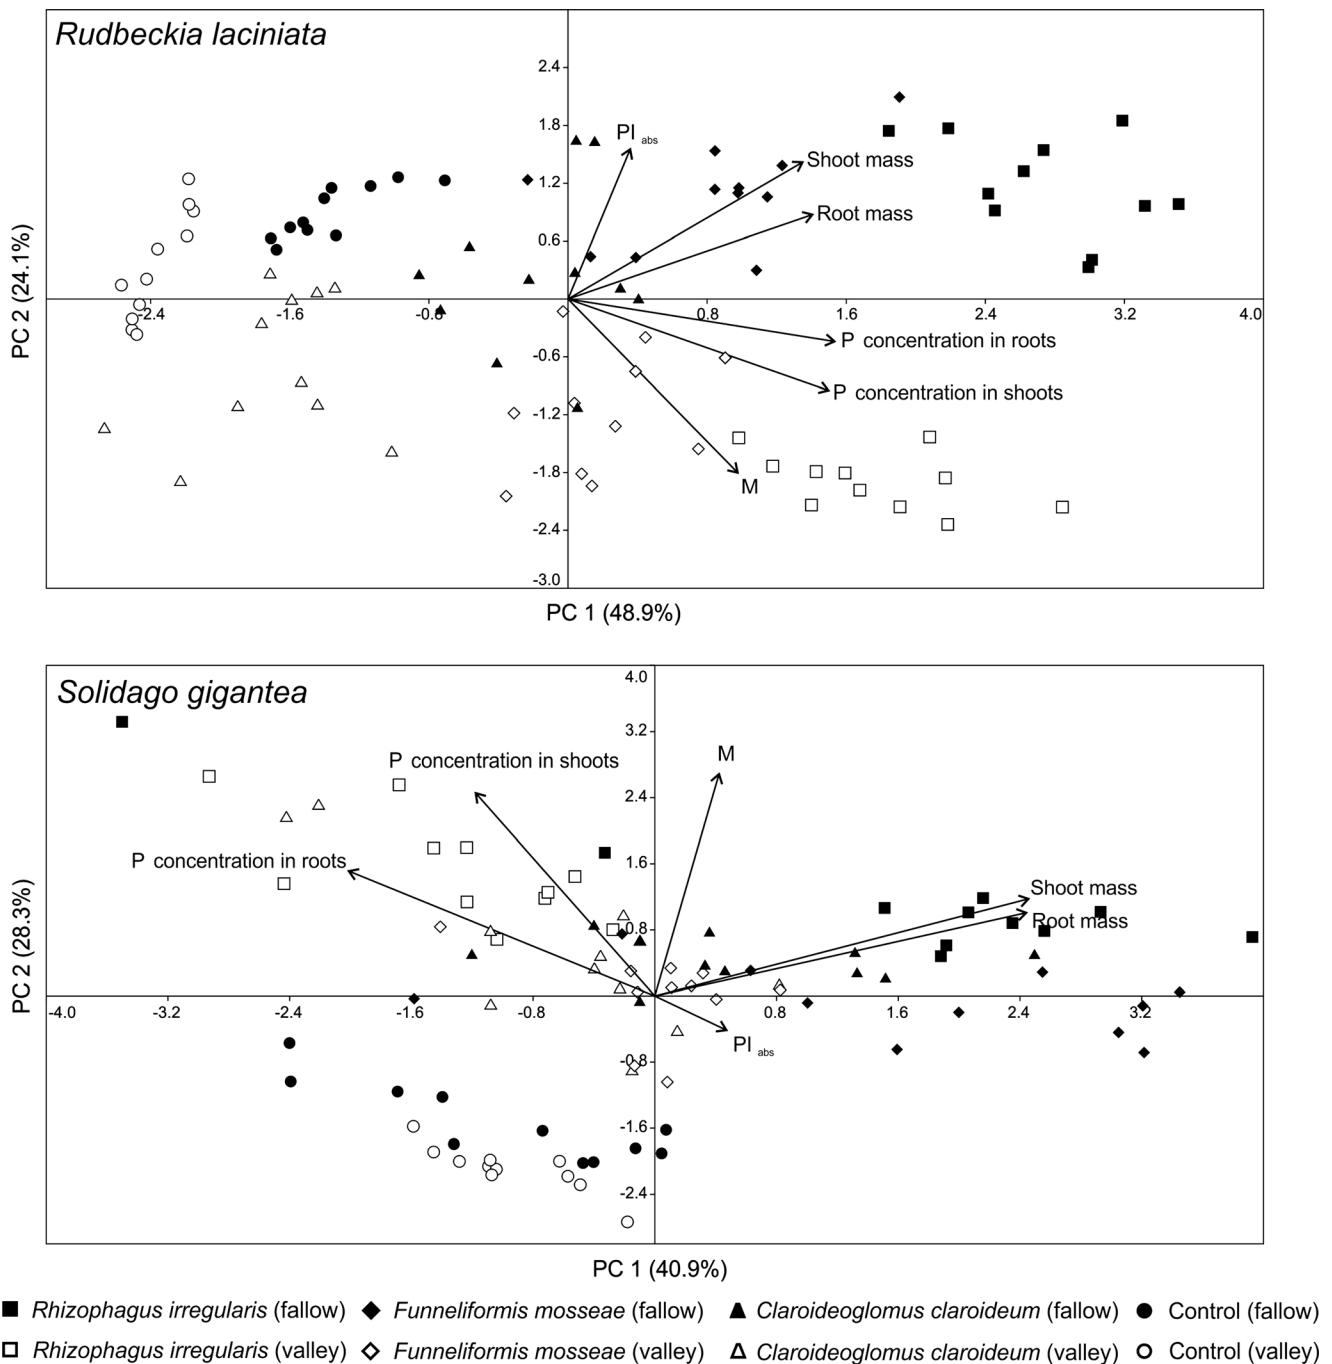 Rudbeckia laciniata
2.4
1.8
PI abs
Shoot mass
1.2
Root mass
0.6
PC 2 (24.1%)
-2.4 -1.6 -0.8 0.8 1.6 2.4 3.2 4.0
P concentration in roots
-0.6
P concentration in shoots
-1.2
-1.8
M
-2.4
-3.0
PC 1 (48.9%)
Solidago gigantea
4.0
3.2
M
P concentration in shoots
2.4
1.6
P concentration in roots
Shoot mass
Root mass
0.8
PC 2 (28.3%)
-4.0 -3.2 -2.4 -1.6 -0.8 0.8 1.6 2.4 3.2
PI abs
-0.8
-1.6
-2.4
PC 1 (40.9%)
Rhizophagus irregularis (fallow) Funneliformis mosseae (fallow) Claroideoglomus claroideum (fallow) Control (fallow)
Rhizophagus irregularis (valley) Funneliformis mosseae (valley) Claroideoglomus claroideum (valley) Control (valley)